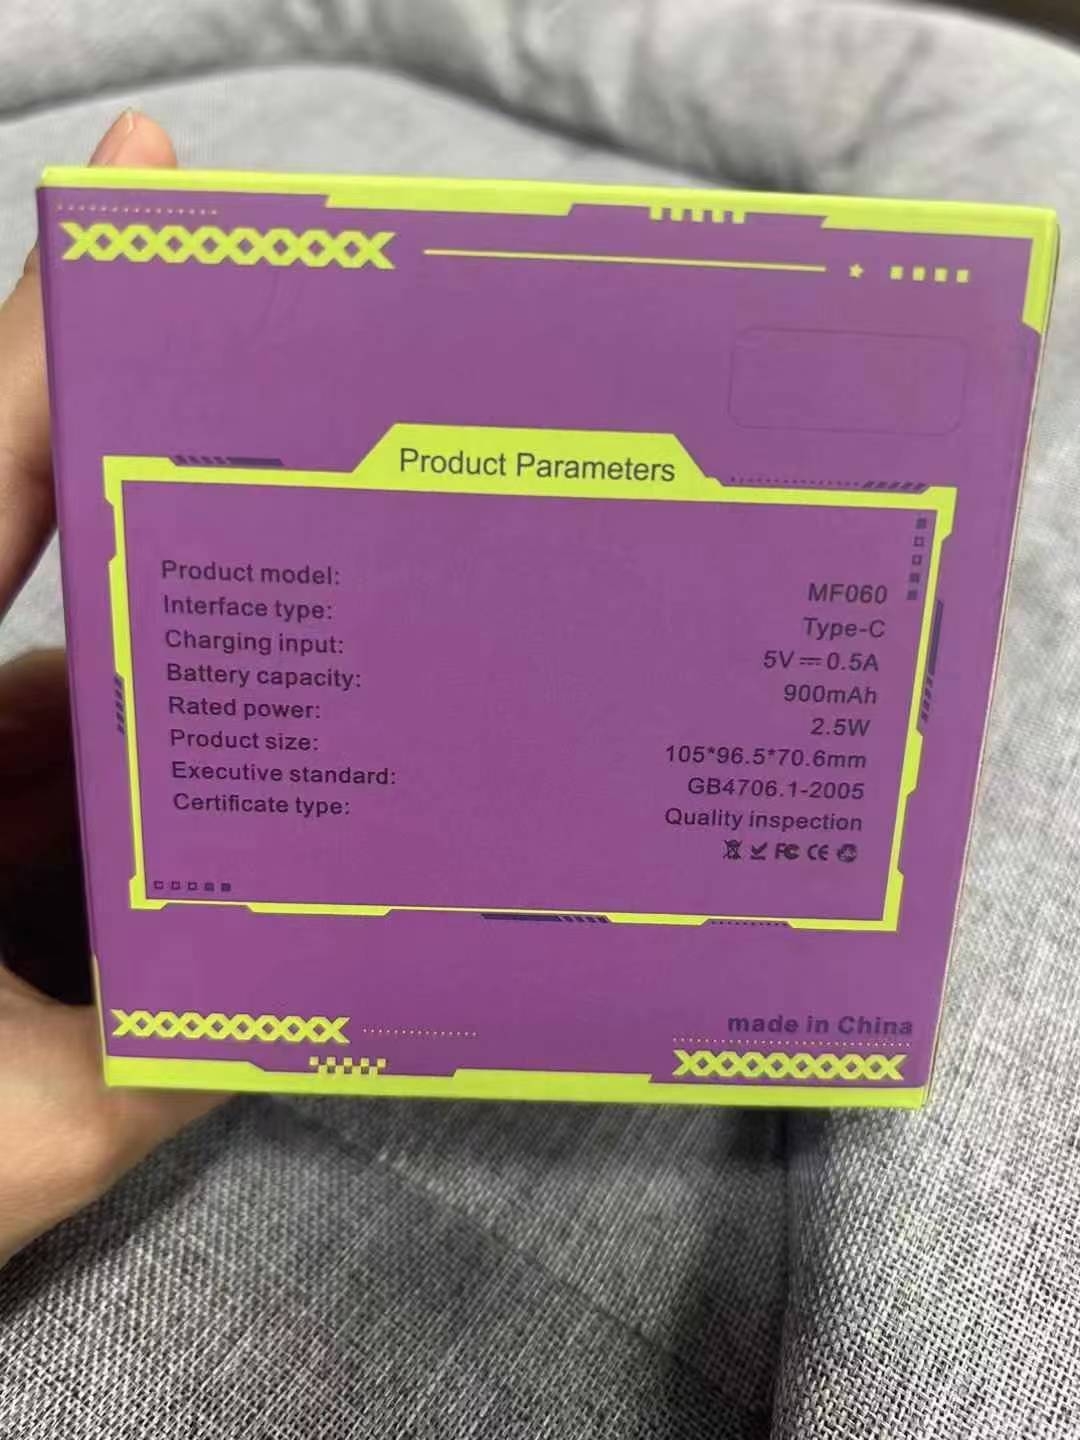 Product Parameters
Product model: MF060
Interface type: Type-C
Charging input: 5V⎓0.5A
Battery capacity: 900mAh
Rated power: 2.5W
Product size: 105*96.5*70.6mm
Executive standard: GB4706.1-2005
Certificate type: Quality inspection
FC CE
made in China